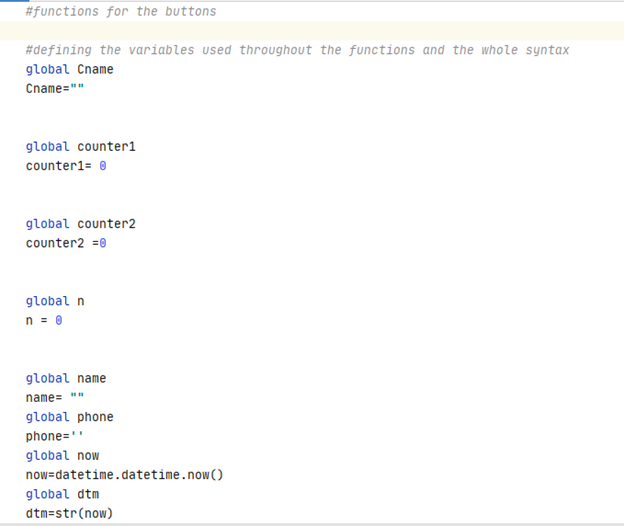 #functions for the buttons
#defining the variables used throughout the functions and the whole syntax
global Cname
Cname=""
global counter1
counter1= 0
global counter2
counter2 =0
global n
n = 0
global name
name= ""
global phone
phone=''
global now
now=datetime.datetime.now()
global dtm
dtm=str(now)